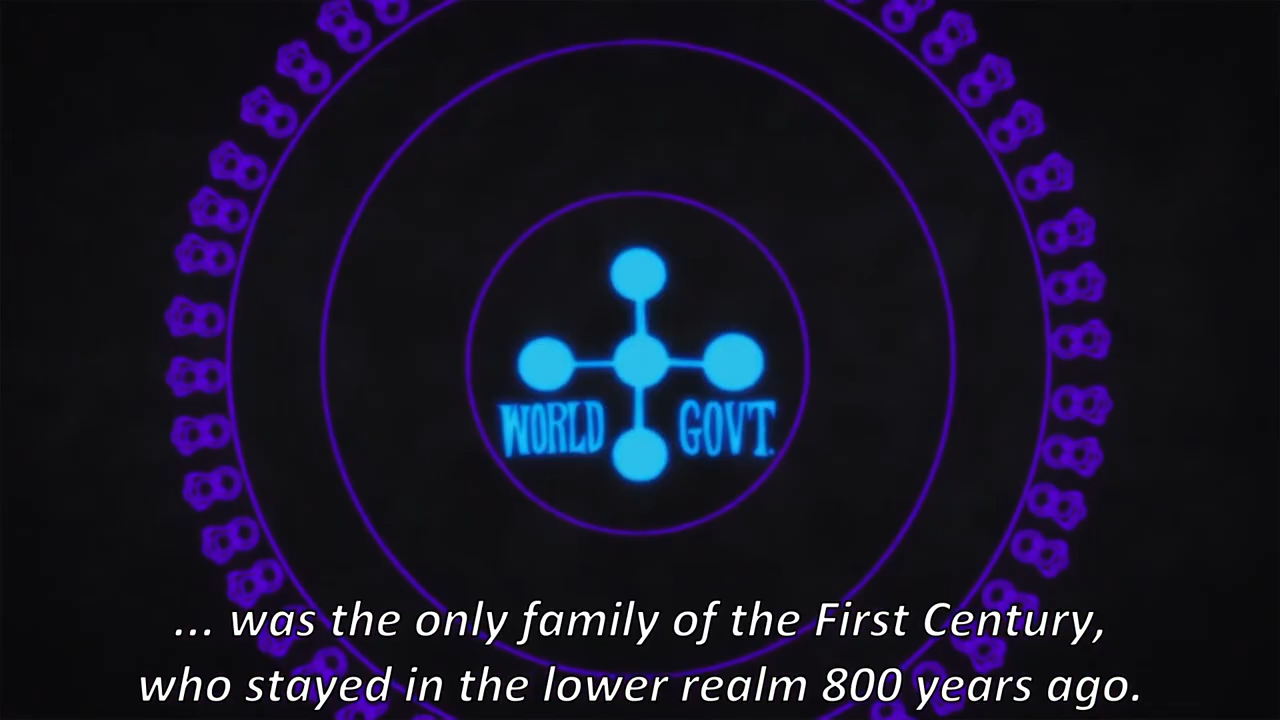 WORLD GOVT.
... was the only family of the First Century,
who stayed in the lower realm 800 years ago.